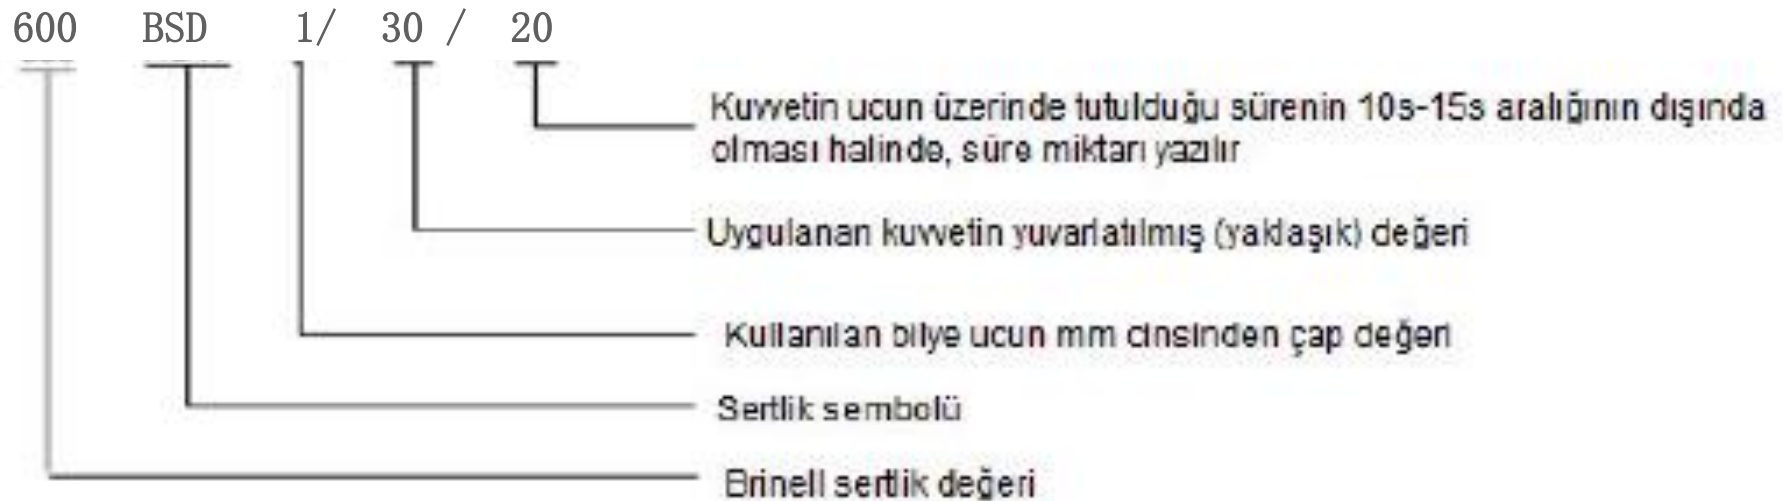 600 BSD 1/ 30 / 20
Kuvvetin ucun üzerinde tutulduğu sürenin 10s-15s aralığının dışında
olması halinde, süre miktarı yazılır
Uygulanan kuvvetin yuvarlatılmış (yaklaşık) değeri
Kullanılan bilye ucun mm cinsinden çap değeri
Sertlik sembolü
Brinell sertlik değeri